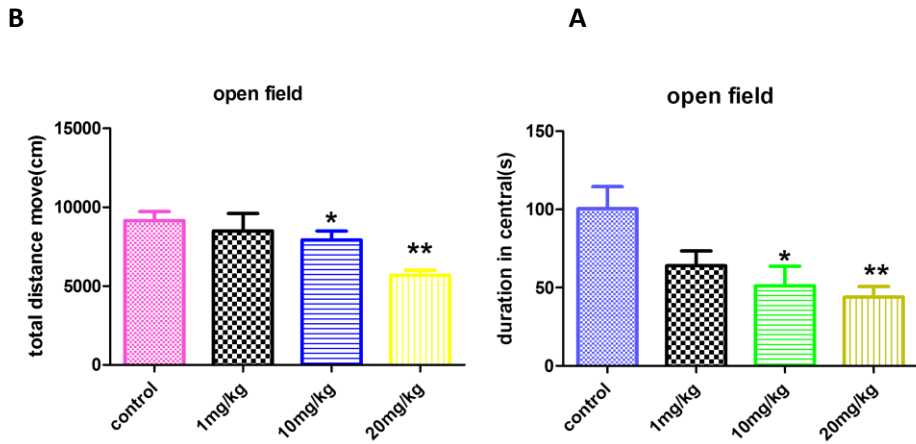 B
A
open field
total distance move(cm)
15000
10000
5000
0
*
**
control
1mg/kg
10mg/kg
20mg/kg
open field
duration in central(s)
150
100
50
0
*
**
control
1mg/kg
10mg/kg
20mg/kg